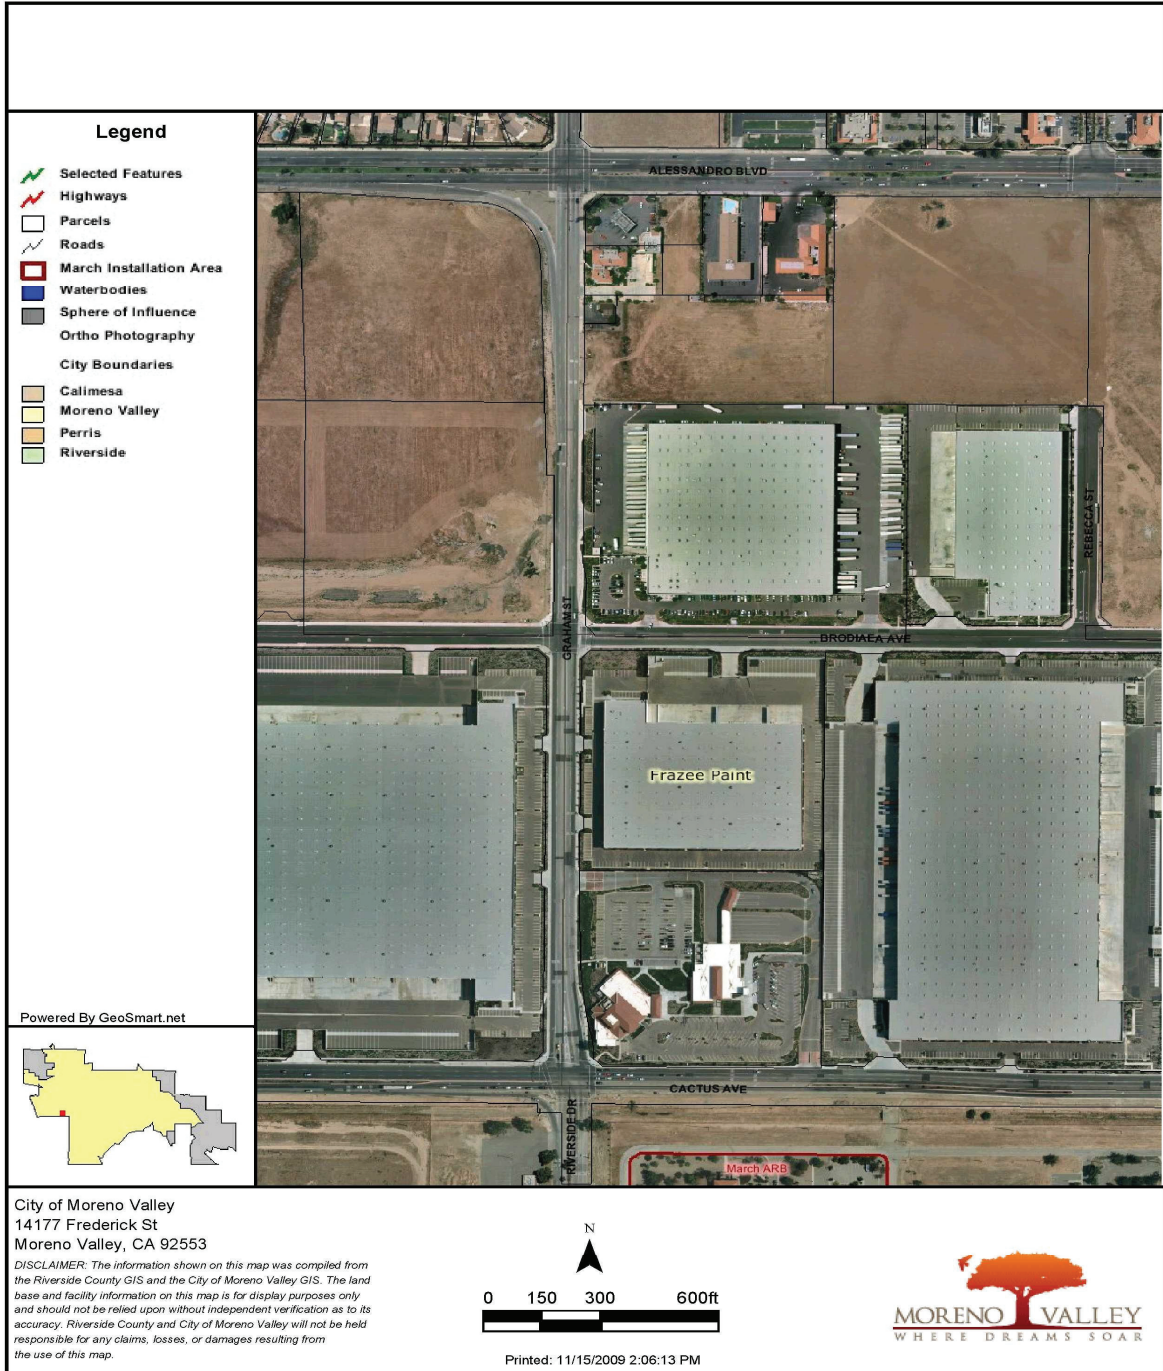 Legend
Selected Features
Highways
Parcels
Roads
March Installation Area
Waterbodies
Sphere of Influence
Ortho Photography
City Boundaries
Calimesa
Moreno Valley
Perris
Riverside
Powered By GeoSmart.net
ALESSANDRO BLVD
GRAHAM ST
REBECCA ST
BRODIAEA AVE
Frazee Paint
CACTUS AVE
RIVERSIDE DR
March ARB
City of Moreno Valley
14177 Frederick St
Moreno Valley, CA 92553
DISCLAIMER: The information shown on this map was compiled from
the Riverside County GIS and the City of Moreno Valley GIS. The land
base and facility information on this map is for display purposes only
and should not be relied upon without independent verification as to its
accuracy. Riverside County and City of Moreno Valley will not be held
responsible for any claims, losses, or damages resulting from
the use of this map.
N
0 150 300 600ft
Printed: 11/15/2009 2:06:13 PM
MORENO VALLEY
WHERE DREAMS SOAR